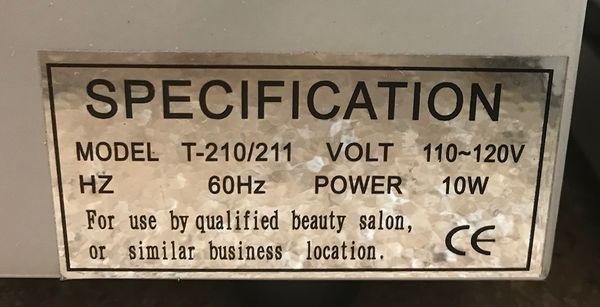 SPECIFICATION
MODEL T-210/211 VOLT 110~120V
HZ 60Hz POWER 10W
For use by qualified beauty salon,
or similar business location. CE